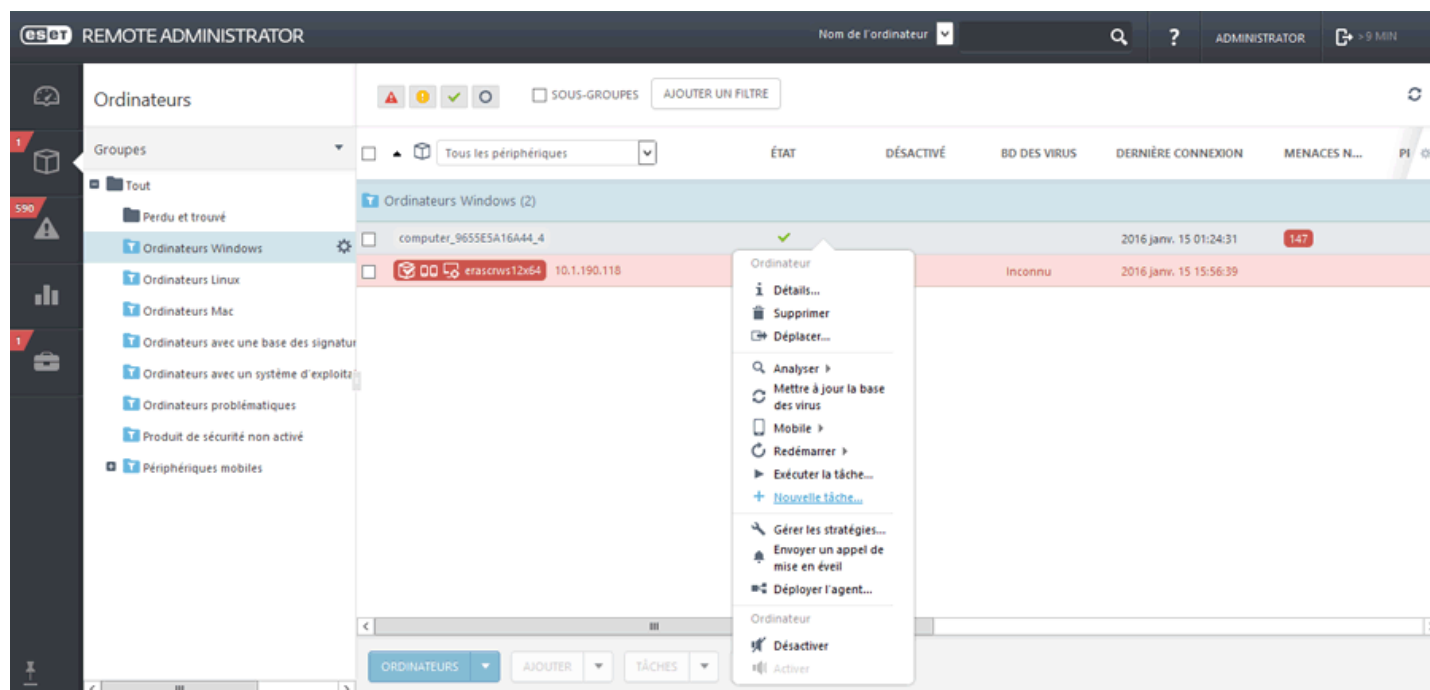 eset REMOTE ADMINISTRATOR
Nom de l'ordinateur
?
ADMINISTRATOR
>9 MIN
Ordinateurs
SOUS-GROUPES
AJOUTER UN FILTRE
1
Groupes
Tous les périphériques
ÉTAT
DÉSACTIVÉ
BD DES VIRUS
DERNIÈRE CONNEXION
MENACES N...
PI
Tout
590
Perdu et trouvé
Ordinateurs Windows
Ordinateurs Linux
Ordinateurs Mac
1
Ordinateurs avec une base des signatur
Ordinateurs avec un système d'exploita
Ordinateurs problématiques
Produit de sécurité non activé
Périphériques mobiles
Ordinateurs Windows (2)
computer_9655E5A16A44_4
2016 janv. 15 01:24:31
147
erascrws12x64
10.1.190.118
Inconnu
2016 janv. 15 15:56:39
Ordinateur
Détails...
Supprimer
Déplacer...
Analyser
Mettre à jour la base
des virus
Mobile
Redémarrer
Exécuter la tâche...
Nouvelle tâche...
Gérer les stratégies...
Envoyer un appel de
mise en éveil
Déployer l'agent...
Ordinateur
Désactiver
Activer
ORDINATEURS
AJOUTER
TÂCHES